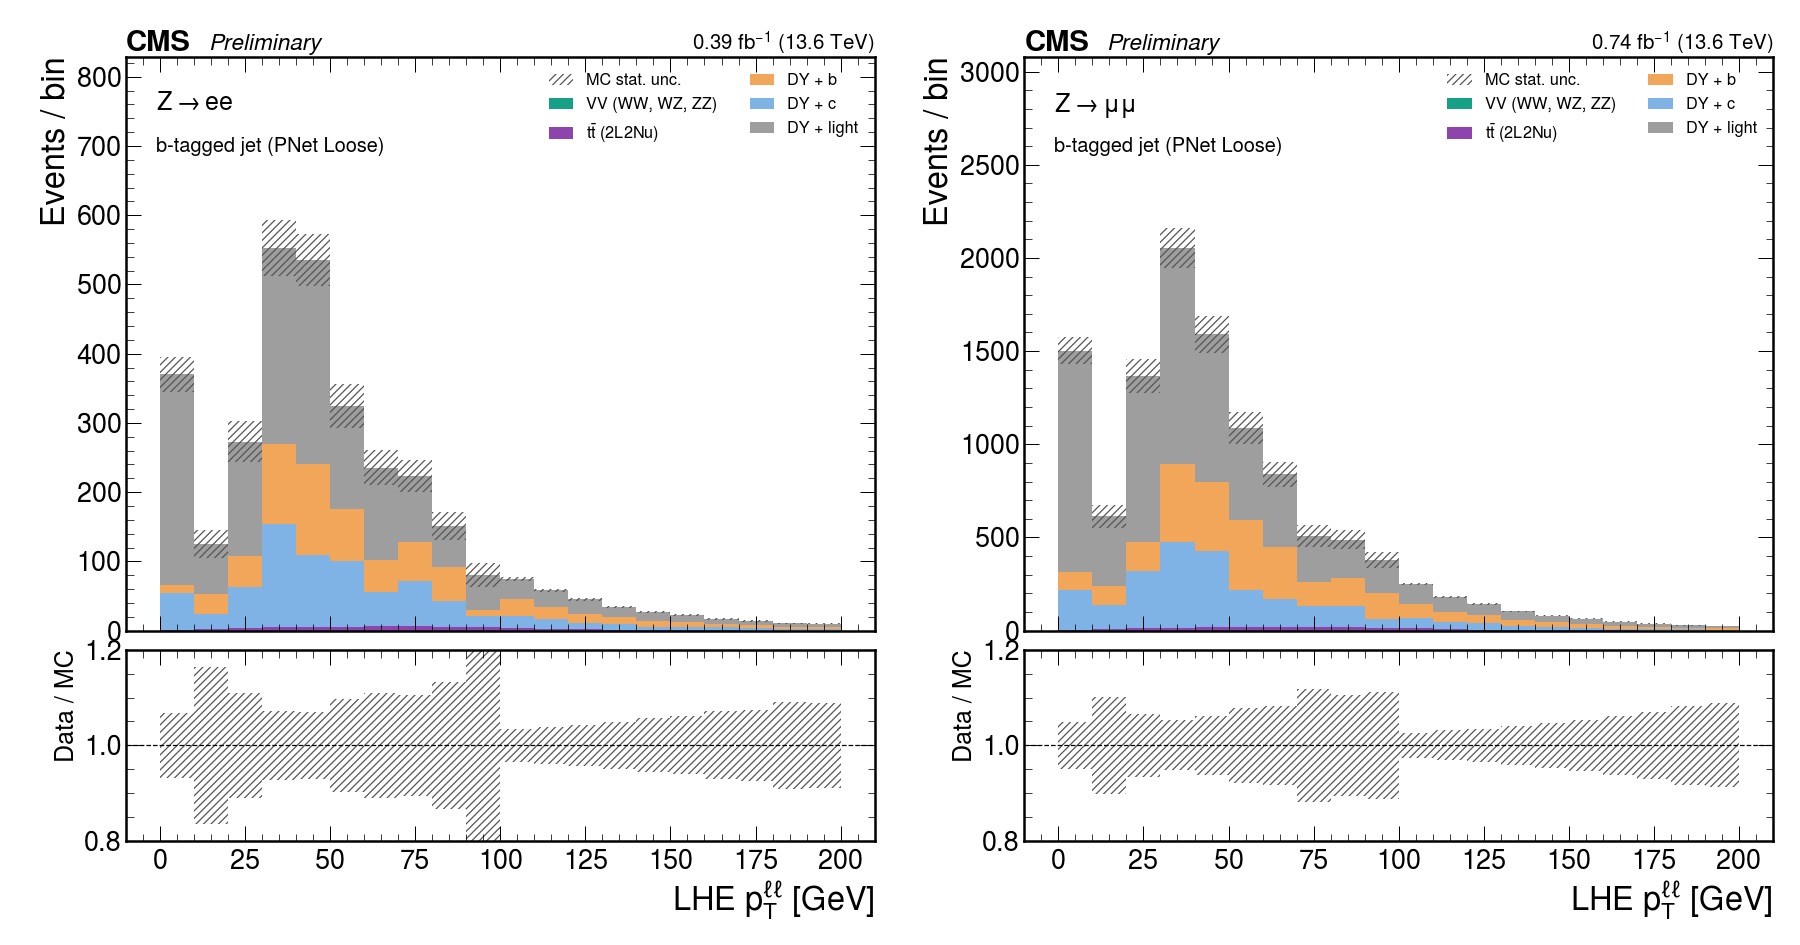 CMS Preliminary 0.39 fb⁻¹ (13.6 TeV)
Events / bin
800
700
600
500
400
300
200
100
0
Z → ee
b-tagged jet (PNet Loose)
MC stat. unc.
VV (WW, WZ, ZZ)
tt̄ (2L2Nu)
DY + b
DY + c
DY + light
Data / MC
1.2
1.0
0.8
0 25 50 75 100 125 150 175 200
LHE p_T^ℓℓ [GeV]
CMS Preliminary 0.74 fb⁻¹ (13.6 TeV)
Events / bin
3000
2500
2000
1500
1000
500
0
Z → μμ
b-tagged jet (PNet Loose)
MC stat. unc.
VV (WW, WZ, ZZ)
tt̄ (2L2Nu)
DY + b
DY + c
DY + light
Data / MC
1.2
1.0
0.8
0 25 50 75 100 125 150 175 200
LHE p_T^ℓℓ [GeV]